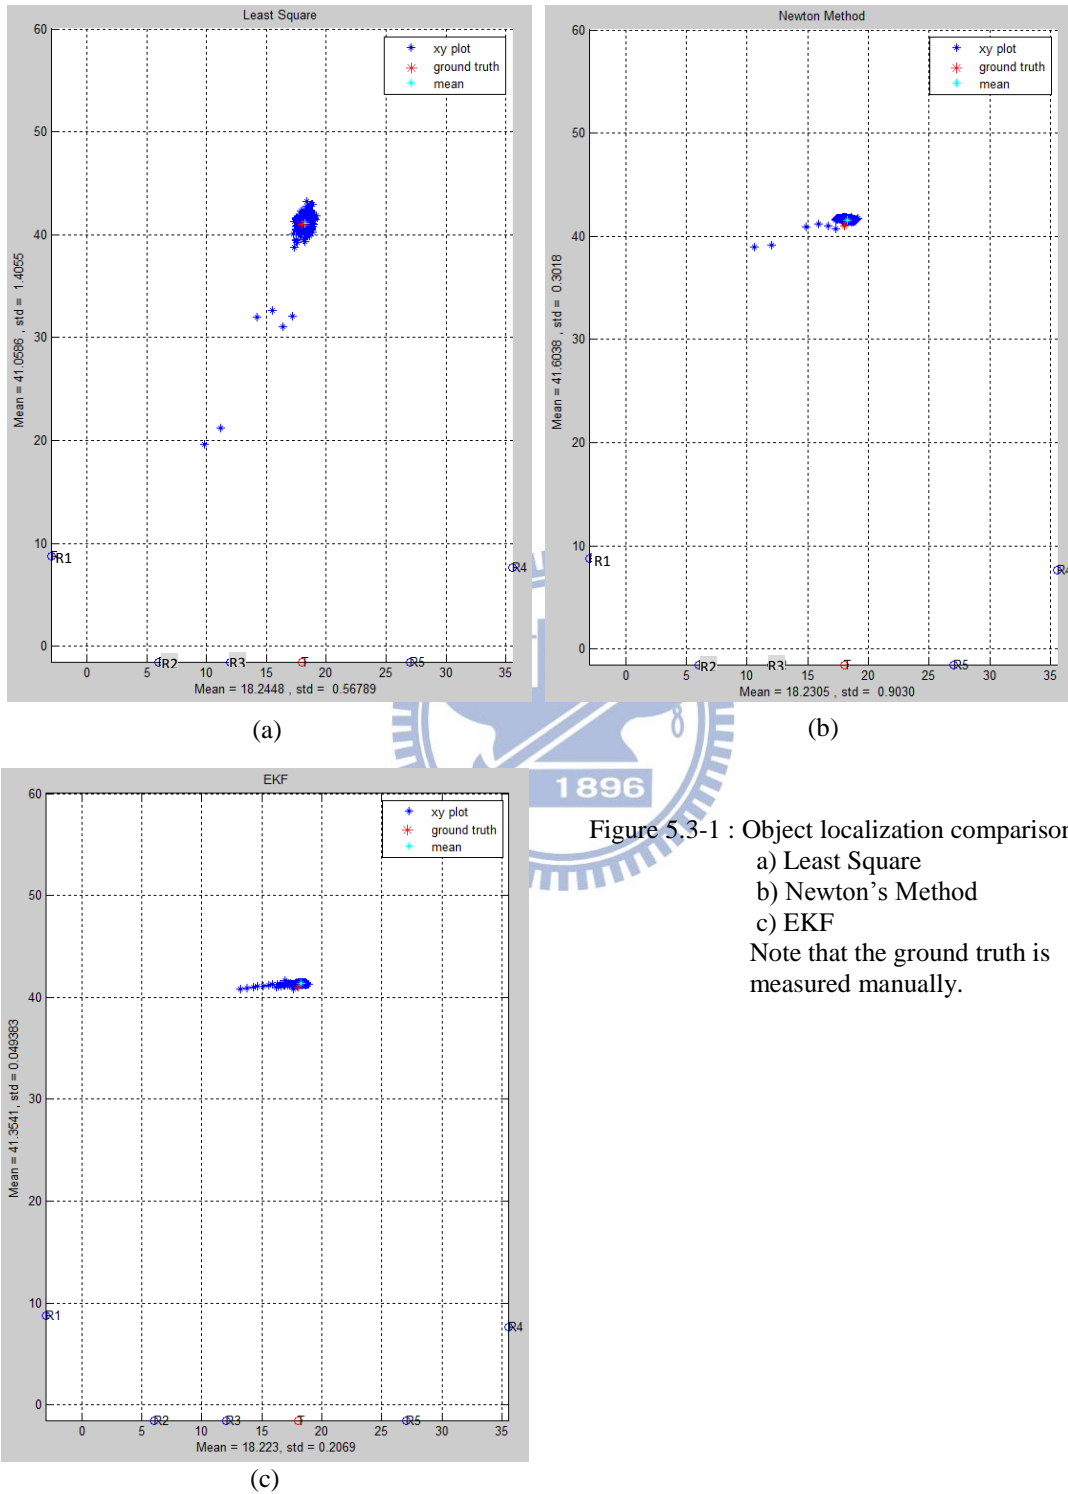 Least Square
60
50
40
30
20
10
0
xy plot
ground truth
mean
Mean = 41.0586 , std = 1.4055
R1
R4
R2
R3
T
R5
0 5 10 15 20 25 30 35
Mean = 18.2448 , std = 0.56789
(a)
Newton Method
60
50
40
30
20
10
0
xy plot
ground truth
mean
Mean = 41.6038 , std = 0.3018
R1
R4
R2
R3
T
R5
0 5 10 15 20 25 30 35
Mean = 18.2305 , std = 0.9030
(b)
8
1896
EKF
60
50
40
30
20
10
0
xy plot
ground truth
mean
Mean = 41.3541, std = 0.049383
R1
R4
R2
R3
T
R5
0 5 10 15 20 25 30 35
Mean = 18.223, std = 0.2069
(c)
Figure 5.3-1 : Object localization comparison
a) Least Square
b) Newton’s Method
c) EKF
Note that the ground truth is
measured manually.